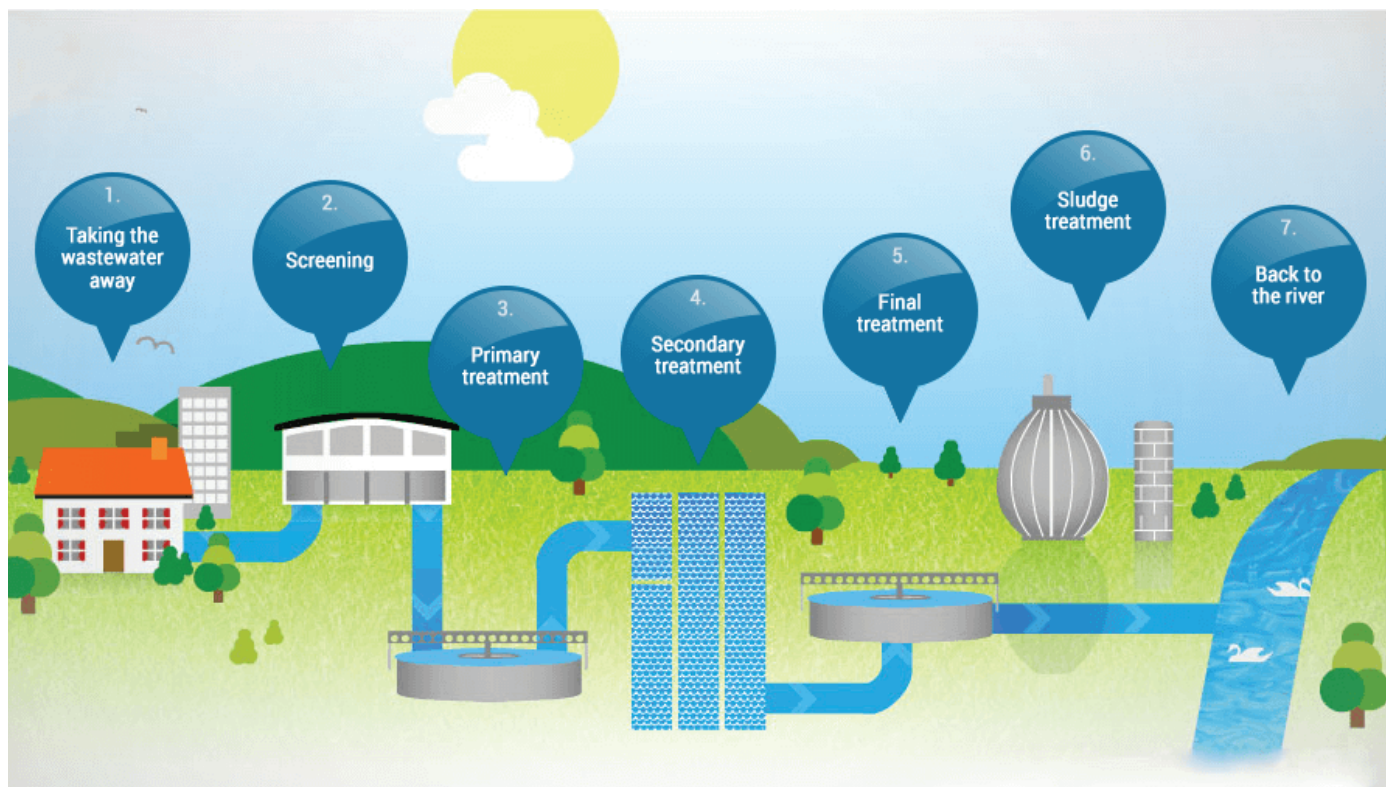 1.
Taking the
wastewater
away
2.
Screening
3.
Primary
treatment
4.
Secondary
treatment
5.
Final
treatment
6.
Sludge
treatment
7.
Back to
the river